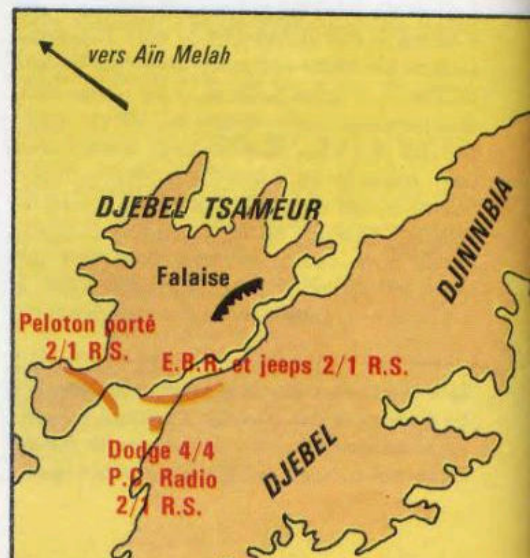 vers Aïn Melah
DJEBEL TSAMEUR
Falaise
DJININIBIA
Peloton porté
2/1 R.S.
E.B.R. et jeeps 2/1 R.S.
Dodge 4/4
P.C Radio
2/1 R.S.
DJEBEL